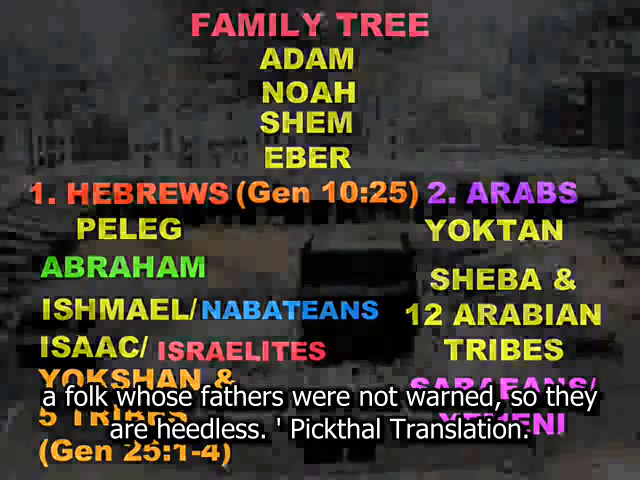 FAMILY TREE
ADAM
NOAH
SHEM
EBER
1. HEBREWS (Gen 10:25) 2. ARABS
PELEG
YOKTAN
ABRAHAM
SHEBA &
ISHMAEL/NABATEANS
12 ARABIAN
ISAAC/ ISRAELITES
TRIBES
YOKSHAN &
SABAEANS/
5 TRIBES
YEMENI
(Gen 25:1-4)
a folk whose fathers were not warned, so they
are heedless. ' Pickthal Translation.